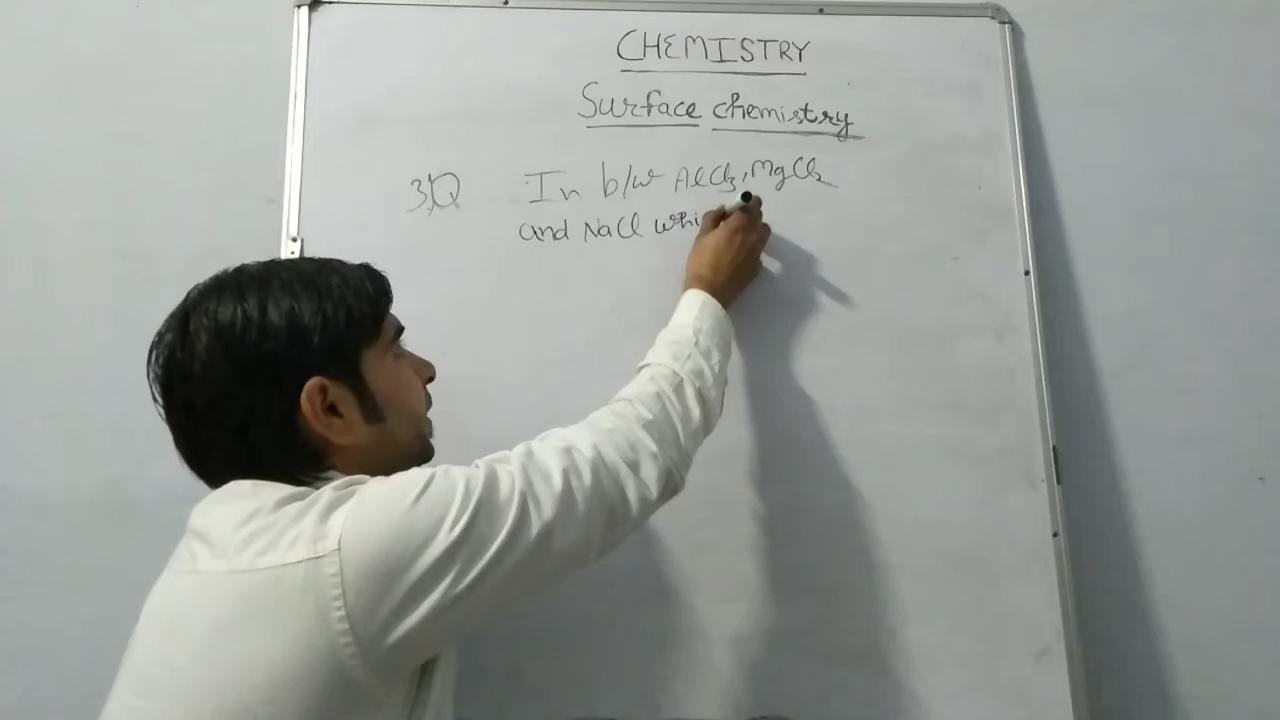 CHEMISTRY
Surface chemistry
3,Q In b/w AlCl3, MgCl2
and NaCl whi